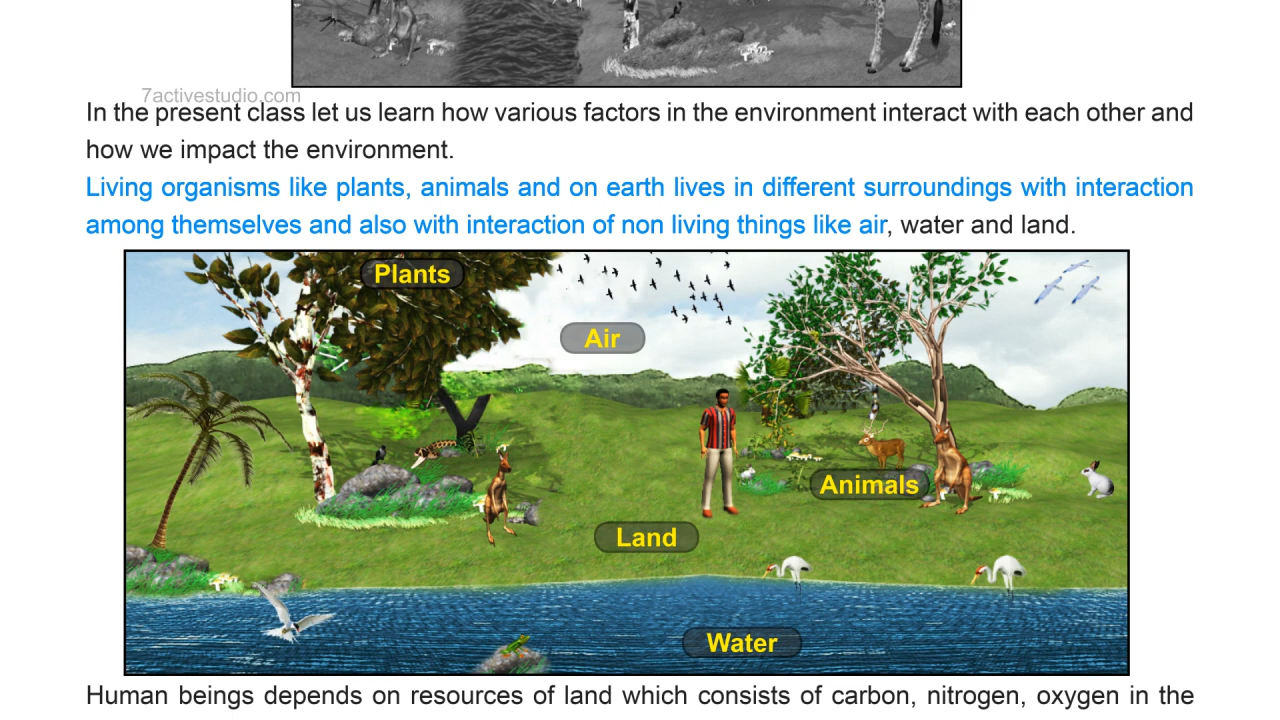 7activestudio.com
In the present class let us learn how various factors in the environment interact with each other and
how we impact the environment.
Living organisms like plants, animals and on earth lives in different surroundings with interaction
among themselves and also with interaction of non living things like air, water and land.
Plants
Air
Animals
Land
Water
Human beings depends on resources of land which consists of carbon, nitrogen, oxygen in the